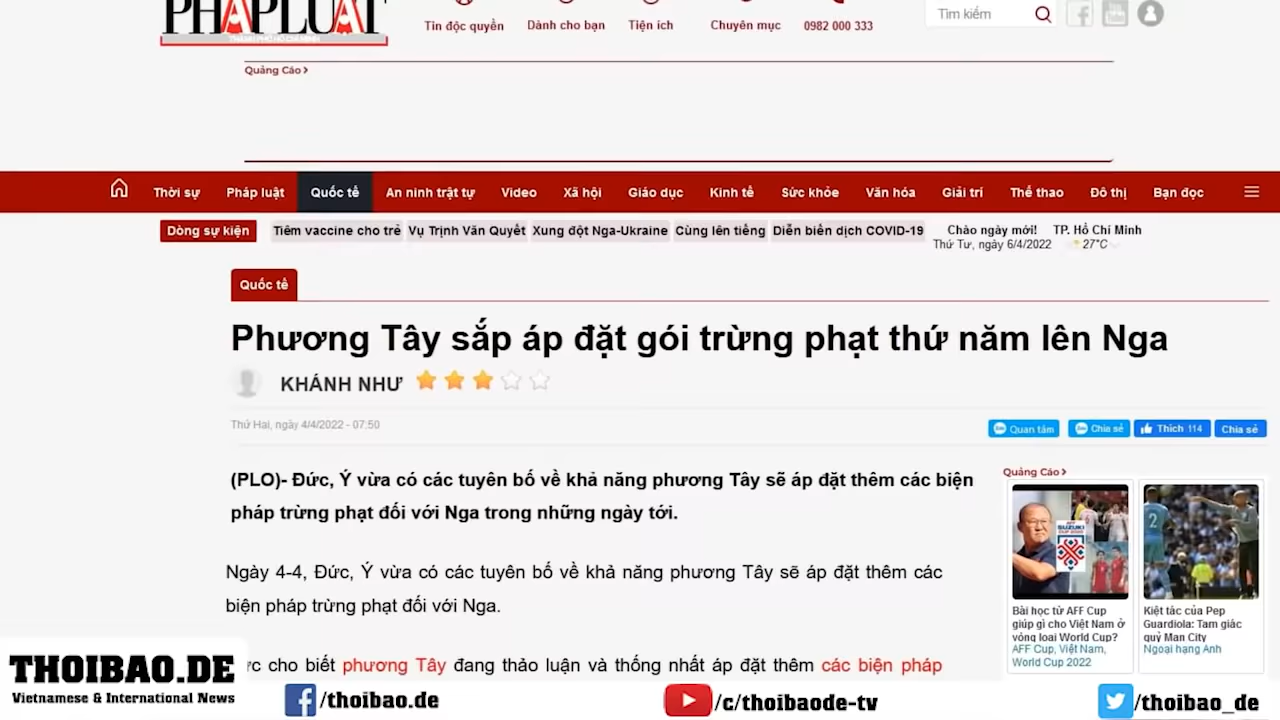 PHÁPLUẬT
THÀNH PHỐ HỒ CHÍ MINH
Tin độc quyền
Dành cho bạn
Tiện ích
Chuyên mục
0982 000 333
Tìm kiếm
Quảng Cáo
Thời sự
Pháp luật
Quốc tế
An ninh trật tự
Video
Xã hội
Giáo dục
Kinh tế
Sức khỏe
Văn hóa
Giải trí
Thể thao
Đô thị
Bạn đọc
Dòng sự kiện
Tiêm vaccine cho trẻ
Vụ Trịnh Văn Quyết
Xung đột Nga-Ukraine
Cùng lên tiếng
Diễn biến dịch COVID-19
Chào ngày mới!
TP. Hồ Chí Minh
Thứ Tư, ngày 6/4/2022
27°C
Quốc tế
Phương Tây sắp áp đặt gói trừng phạt thứ năm lên Nga
KHÁNH NHƯ
Thứ Hai, ngày 4/4/2022 - 07:50
Quan tâm
Chia sẻ
Thích 114
Chia sẻ
(PLO)- Đức, Ý vừa có các tuyên bố về khả năng phương Tây sẽ áp đặt thêm các biện
pháp trừng phạt đối với Nga trong những ngày tới.
Quảng Cáo
Ngày 4-4, Đức, Ý vừa có các tuyên bố về khả năng phương Tây sẽ áp đặt thêm các
biện pháp trừng phạt đối với Nga.
SUZUKI
Bài học từ AFF Cup
giúp gì cho Việt Nam ở
vòng loại World Cup?
AFF Cup, Việt Nam,
World Cup 2022
Kiệt tác của Pep
Guardiola: Tam giác
quỷ Man City
Ngoại hạng Anh
cho biết phương Tây đang thảo luận và thống nhất áp đặt thêm các biện pháp
THOIBAO.DE
Vietnamese & International News
/thoibao.de
/c/thoibaode-tv
/thoibao_de